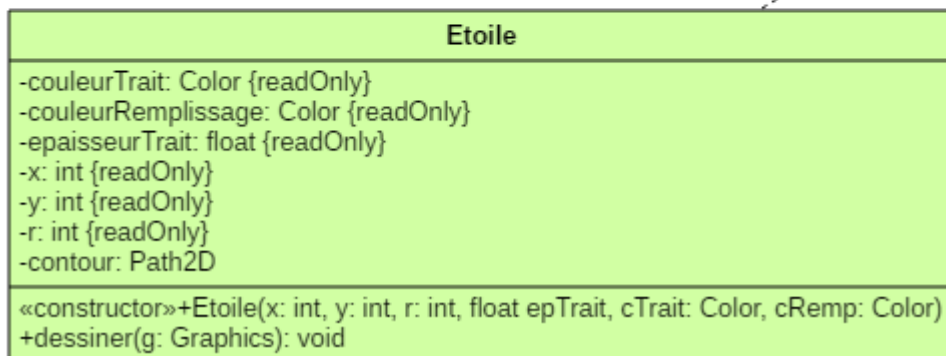 Etoile
-couleurTrait: Color {readOnly}
-couleurRemplissage: Color {readOnly}
-epaisseurTrait: float {readOnly}
-x: int {readOnly}
-y: int {readOnly}
-r: int {readOnly}
-contour: Path2D
«constructor»+Etoile(x: int, y: int, r: int, float epTrait, cTrait: Color, cRemp: Color)
+dessiner(g: Graphics): void